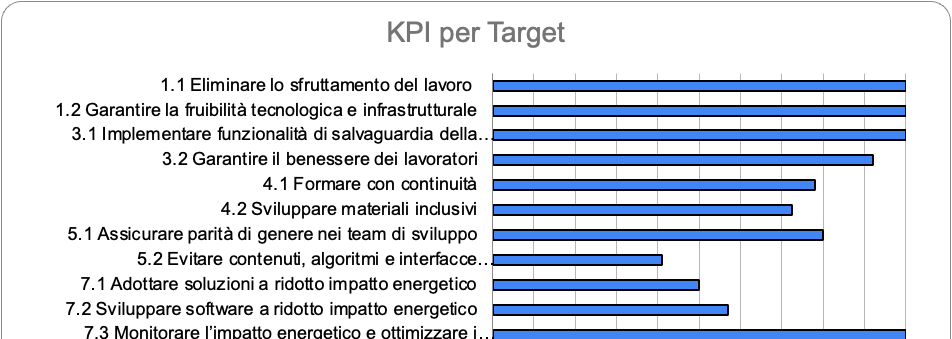 KPI per Target
1.1 Eliminare lo sfruttamento del lavoro
1.2 Garantire la fruibilità tecnologica e infrastrutturale
3.1 Implementare funzionalità di salvaguardia della…
3.2 Garantire il benessere dei lavoratori
4.1 Formare con continuità
4.2 Sviluppare materiali inclusivi
5.1 Assicurare parità di genere nei team di sviluppo
5.2 Evitare contenuti, algoritmi e interfacce…
7.1 Adottare soluzioni a ridotto impatto energetico
7.2 Sviluppare software a ridotto impatto energetico
7.3 Monitorare l’impatto energetico e ottimizzare i…